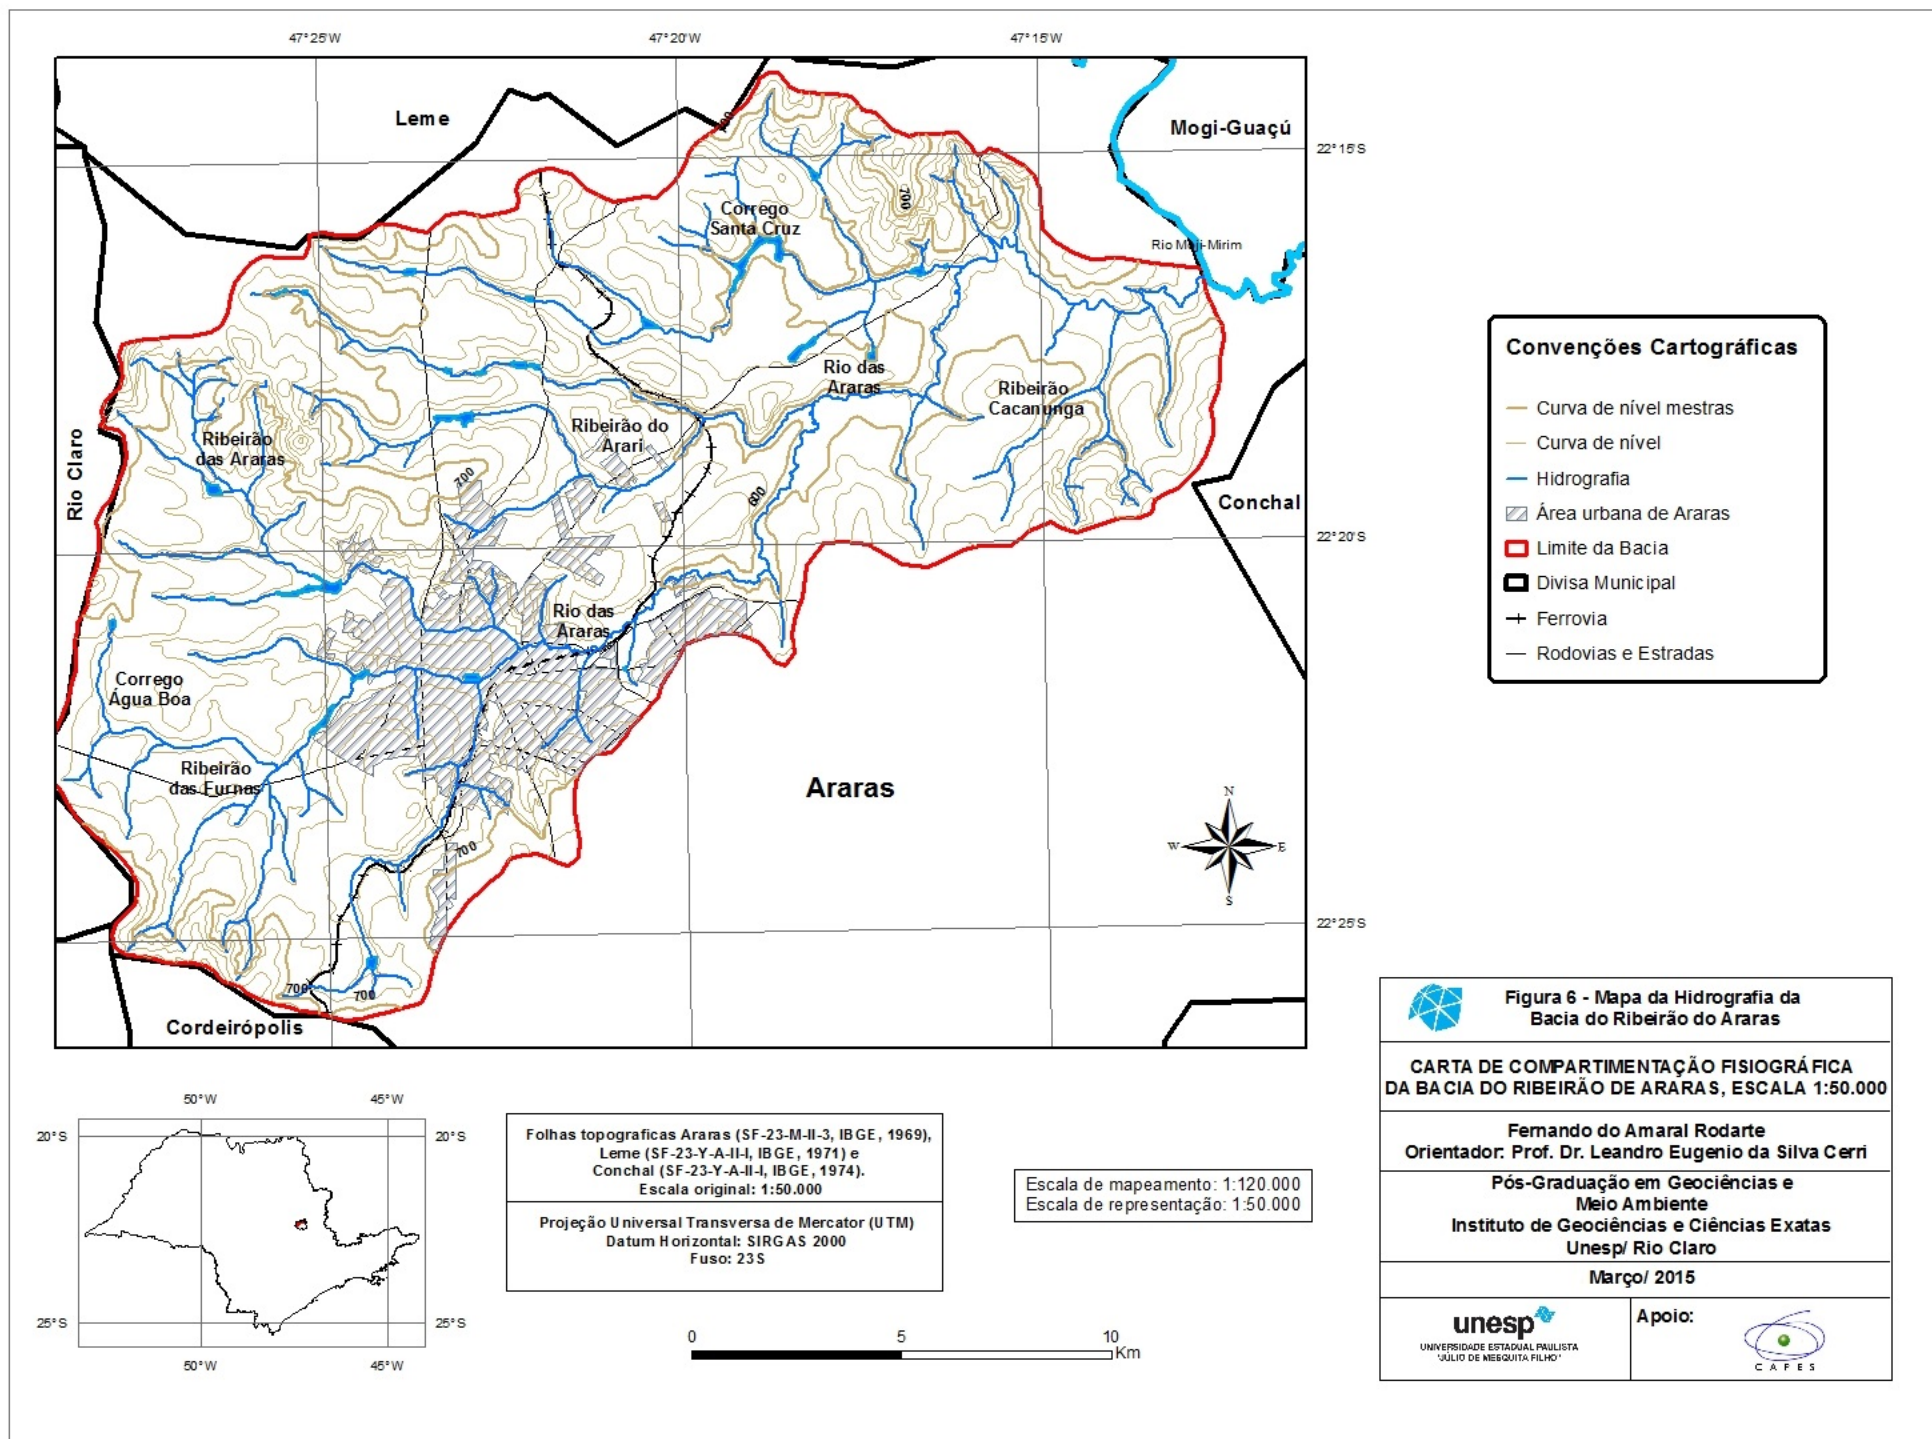 47°25'W
47°20'W
47°15'W
Leme
Mogi-Guaçú
22°15'S
700
Corrego
Santa Cruz
Rio Moji-Mirim
Rio das
Araras
Ribeirão
Cacanunga
Ribeirão do
Arari
Ribeirão
das Araras
Rio Claro
700
600
Conchal
22°20'S
Rio das
Araras
Corrego
Água Boa
Ribeirão
das Furnas
Araras
N
W
E
S
700
22°25'S
700
700
Cordeirópolis
Convenções Cartográficas
Curva de nível mestras
Curva de nível
Hidrografia
Área urbana de Araras
Limite da Bacia
Divisa Municipal
Ferrovia
Rodovias e Estradas
50°W
45°W
20°S
20°S
25°S
25°S
50°W
45°W
Folhas topograficas Araras (SF-23-M-II-3, IBGE, 1969),
Leme (SF-23-Y-A-II-I, IBGE, 1971) e
Conchal (SF-23-Y-A-II-I, IBGE, 1974).
Escala original: 1:50.000
Projeção Universal Transversa de Mercator (UTM)
Datum Horizontal: SIRGAS 2000
Fuso: 23S
Escala de mapeamento: 1:120.000
Escala de representação: 1:50.000
0
5
10
Km
Figura 6 - Mapa da Hidrografia da
Bacia do Ribeirão do Araras
CARTA DE COMPARTIMENTAÇÃO FISIOGRÁFICA
DA BACIA DO RIBEIRÃO DE ARARAS, ESCALA 1:50.000
Fernando do Amaral Rodarte
Orientador: Prof. Dr. Leandro Eugenio da Silva Cerri
Pós-Graduação em Geociências e
Meio Ambiente
Instituto de Geociências e Ciências Exatas
Unesp/ Rio Claro
Março/ 2015
unesp
UNIVERSIDADE ESTADUAL PAULISTA
"JÚLIO DE MESQUITA FILHO"
Apoio:
CAPES